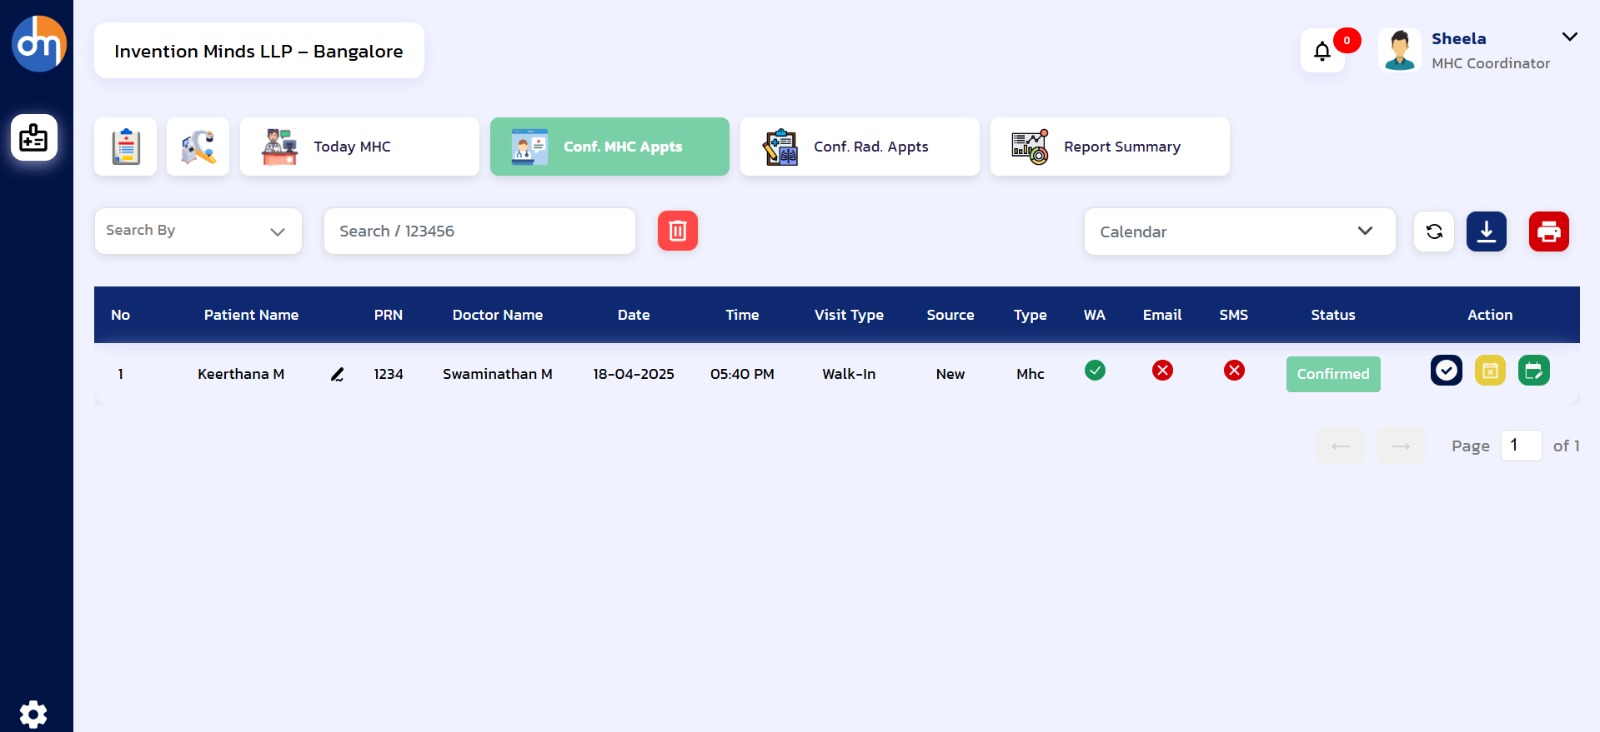 dm
Invention Minds LLP – Bangalore
0
Sheela
MHC Coordinator
Today MHC
Conf. MHC Appts
Conf. Rad. Appts
Report Summary
Search By
Search / 123456
Calendar
No Patient Name PRN Doctor Name Date Time Visit Type Source Type WA Email SMS Status Action
1 Keerthana M 1234 Swaminathan M 18-04-2025 05:40 PM Walk-In New Mhc Confirmed
← → Page 1 of 1